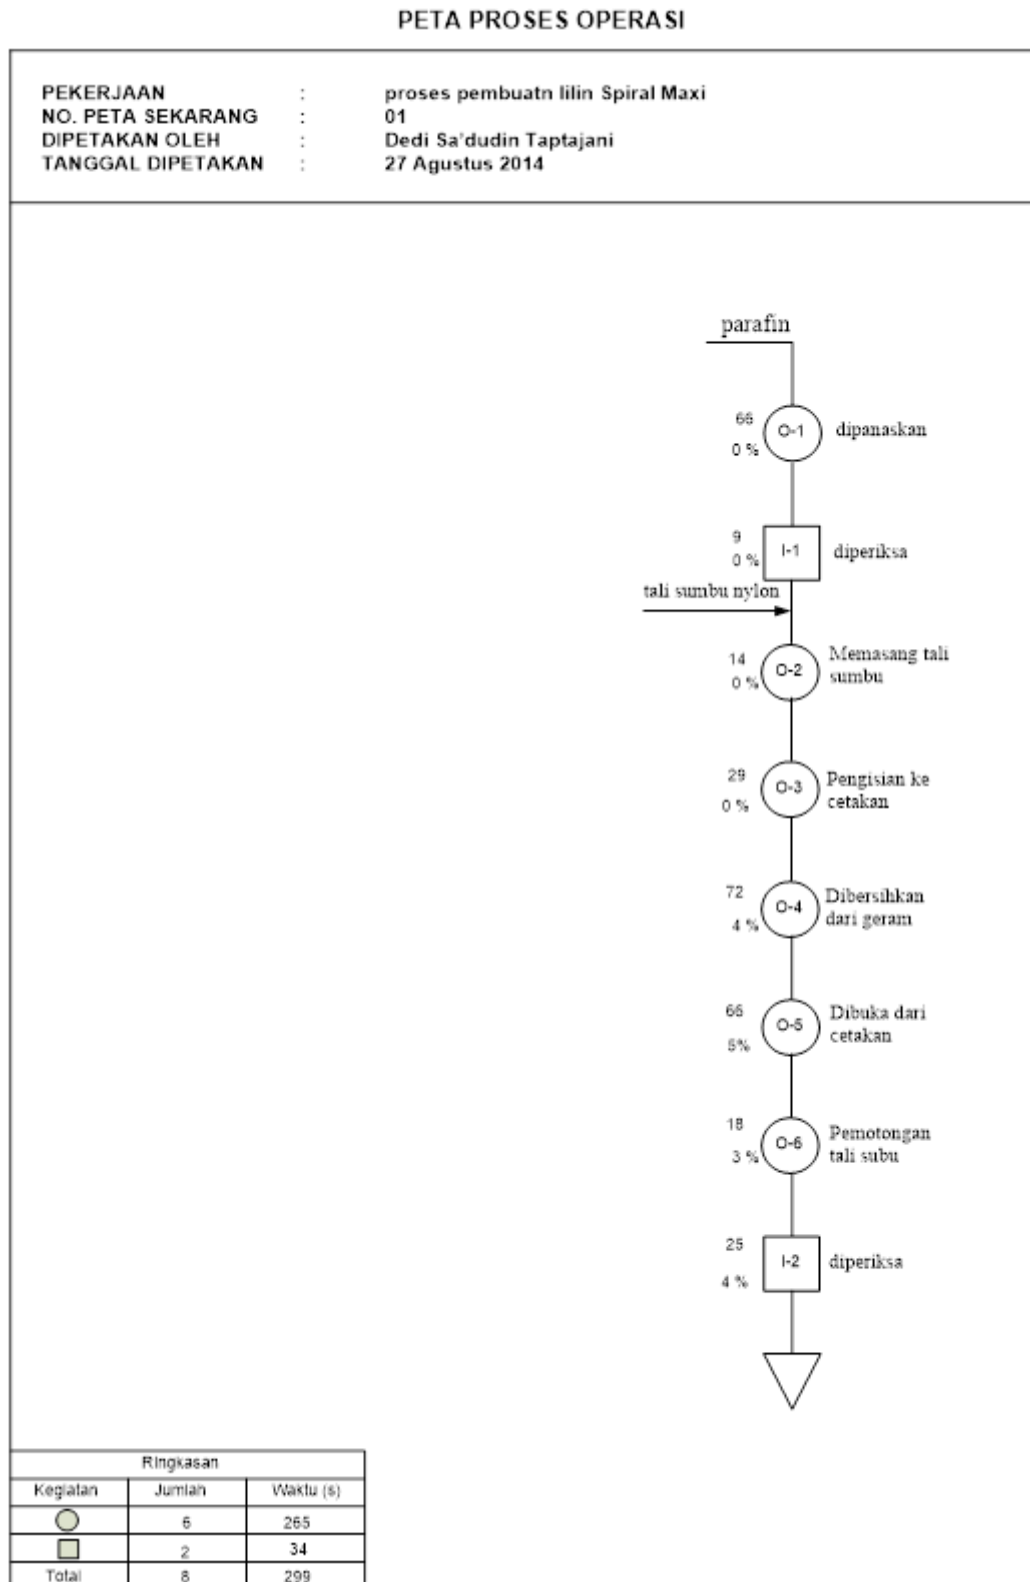 PETA PROSES OPERASI
PEKERJAAN : proses pembuatn lilin Spiral Maxi
NO. PETA SEKARANG : 01
DIPETAKAN OLEH : Dedi Sa'dudin Taptajani
TANGGAL DIPETAKAN : 27 Agustus 2014
parafin
66
0 %
O-1
dipanaskan
9
0 %
I-1
diperiksa
tali sumbu nylon
14
0 %
O-2
Memasang tali
sumbu
29
0 %
O-3
Pengisian ke
cetakan
72
4 %
O-4
Dibersihkan
dari geram
66
5%
O-5
Dibuka dari
cetakan
18
3 %
O-6
Pemotongan
tali subu
25
4 %
I-2
diperiksa
Ringkasan
Kegiatan Jumlah Waktu (s)
6 265
2 34
Total 8 299